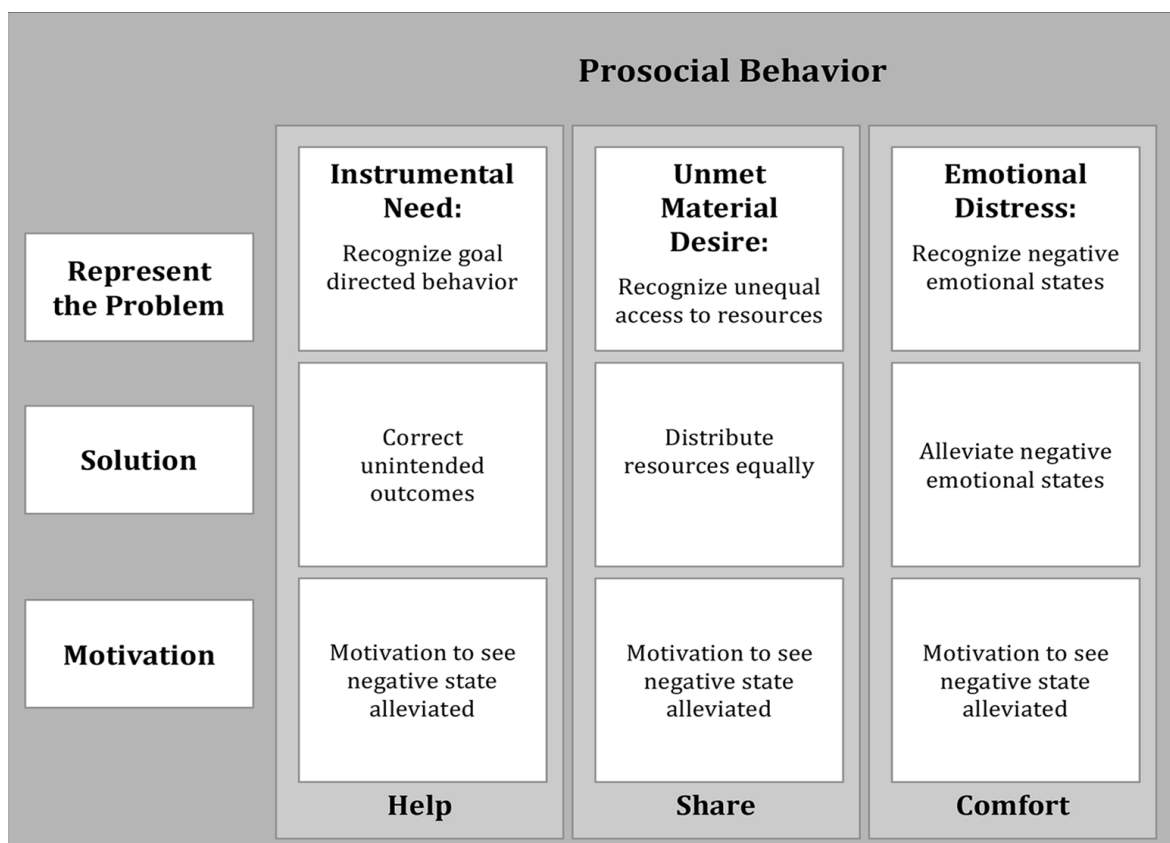 Prosocial Behavior
Instrumental
Need:
Recognize goal
directed behavior
Unmet
Material
Desire:
Recognize unequal
access to resources
Emotional
Distress:
Recognize negative
emotional states
Represent
the Problem
Solution
Correct
unintended
outcomes
Distribute
resources equally
Alleviate negative
emotional states
Motivation
Motivation to see
negative state
alleviated
Motivation to see
negative state
alleviated
Motivation to see
negative state
alleviated
Help
Share
Comfort